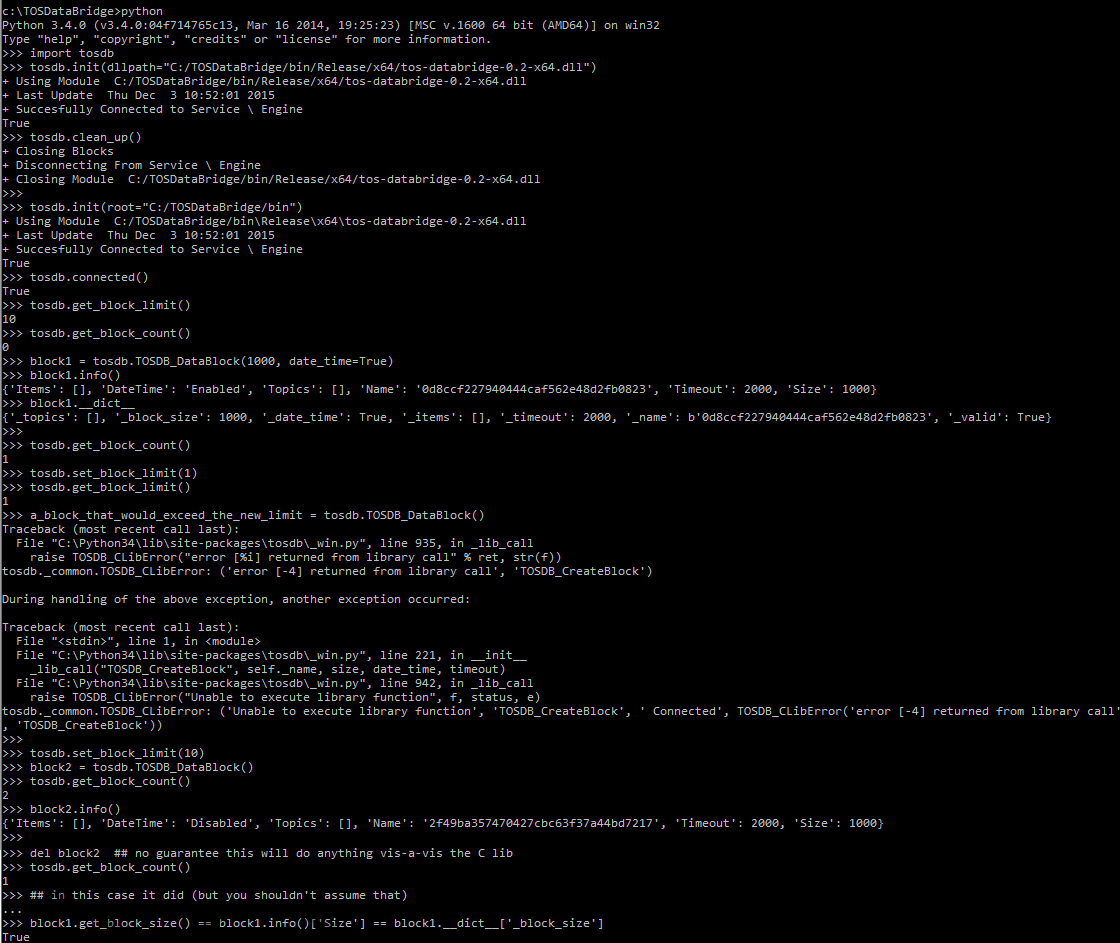 c:\TOSDataBridge>python
Python 3.4.0 (v3.4.0:04f714765c13, Mar 16 2014, 19:25:23) [MSC v.1600 64 bit (AMD64)] on win32
Type "help", "copyright", "credits" or "license" for more information.
>>> import tosdb
>>> tosdb.init(dllpath="C:/TOSDataBridge/bin/Release/x64/tos-databridge-0.2-x64.dll")
+ Using Module  C:/TOSDataBridge/bin/Release/x64/tos-databridge-0.2-x64.dll
+ Last Update  Thu Dec  3 10:52:01 2015
+ Succesfully Connected to Service \ Engine
True
>>> tosdb.clean_up()
+ Closing Blocks
+ Disconnecting From Service \ Engine
+ Closing Module  C:/TOSDataBridge/bin/Release/x64/tos-databridge-0.2-x64.dll
>>>
>>> tosdb.init(root="C:/TOSDataBridge/bin")
+ Using Module  C:/TOSDataBridge/bin\Release\x64\tos-databridge-0.2-x64.dll
+ Last Update  Thu Dec  3 10:52:01 2015
+ Succesfully Connected to Service \ Engine
True
>>> tosdb.connected()
True
>>> tosdb.get_block_limit()
10
>>> tosdb.get_block_count()
0
>>> block1 = tosdb.TOSDB_DataBlock(1000, date_time=True)
>>> block1.info()
{'Items': [], 'DateTime': 'Enabled', 'Topics': [], 'Name': '0d8ccf227940444caf562e48d2fb0823', 'Timeout': 2000, 'Size': 1000}
>>> block1.__dict__
{'_topics': [], '_block_size': 1000, '_date_time': True, '_items': [], '_timeout': 2000, '_name': b'0d8ccf227940444caf562e48d2fb0823', '_valid': True}
>>>
>>> tosdb.get_block_count()
1
>>> tosdb.set_block_limit(1)
>>> tosdb.get_block_limit()
1
>>> a_block_that_would_exceed_the_new_limit = tosdb.TOSDB_DataBlock()
Traceback (most recent call last):
  File "C:\Python34\lib\site-packages\tosdb\_win.py", line 935, in _lib_call
    raise TOSDB_CLibError("error [%i] returned from library call" % ret, str(f))
tosdb._common.TOSDB_CLibError: ('error [-4] returned from library call', 'TOSDB_CreateBlock')

During handling of the above exception, another exception occurred:

Traceback (most recent call last):
  File "<stdin>", line 1, in <module>
  File "C:\Python34\lib\site-packages\tosdb\_win.py", line 221, in __init__
    _lib_call("TOSDB_CreateBlock", self._name, size, date_time, timeout)
  File "C:\Python34\lib\site-packages\tosdb\_win.py", line 942, in _lib_call
    raise TOSDB_CLibError("Unable to execute library function", f, status, e)
tosdb._common.TOSDB_CLibError: ('Unable to execute library function', 'TOSDB_CreateBlock', ' Connected', TOSDB_CLibError('error [-4] returned from library call'
, 'TOSDB_CreateBlock'))
>>>
>>> tosdb.set_block_limit(10)
>>> block2 = tosdb.TOSDB_DataBlock()
>>> tosdb.get_block_count()
2
>>> block2.info()
{'Items': [], 'DateTime': 'Disabled', 'Topics': [], 'Name': '2f49ba357470427cbc63f37a44bd7217', 'Timeout': 2000, 'Size': 1000}
>>>
>>> del block2  ## no guarantee this will do anything vis-a-vis the C lib
>>> tosdb.get_block_count()
1
>>> ## in this case it did (but you shouldn't assume that)
...
>>> block1.get_block_size() == block1.info()['Size'] == block1.__dict__['_block_size']
True